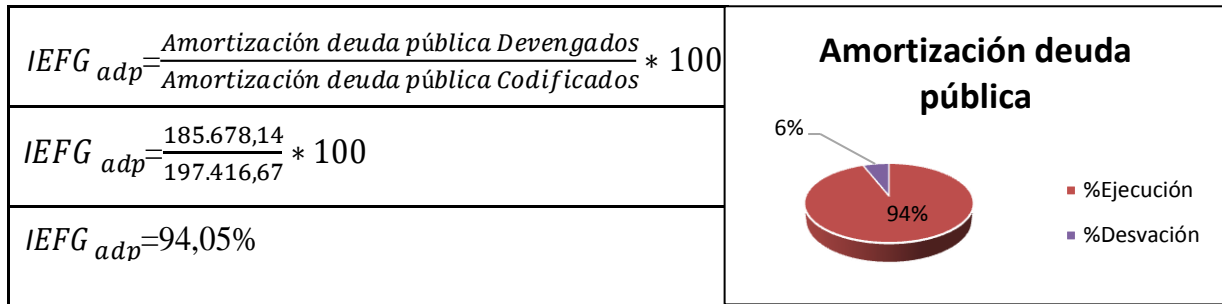 IEFG adp=Amortización deuda pública Devengados/Amortización deuda pública Codificados * 100
IEFG adp=185.678,14/197.416,67 * 100
IEFG adp=94,05%
Amortización deuda
pública
6%
94%
%Ejecución
%Desvación